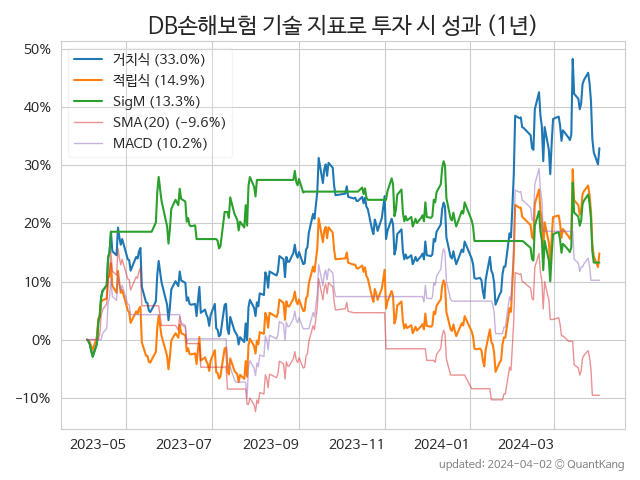 DB손해보험 기술 지표로 투자 시 성과 (1년)
50%
40%
30%
20%
10%
0%
−10%
거치식 (33.0%)
적립식 (14.9%)
SigM (13.3%)
SMA(20) (−9.6%)
MACD (10.2%)
2023-05
2023-07
2023-09
2023-11
2024-01
2024-03
updated: 2024-04-02 © QuantKang